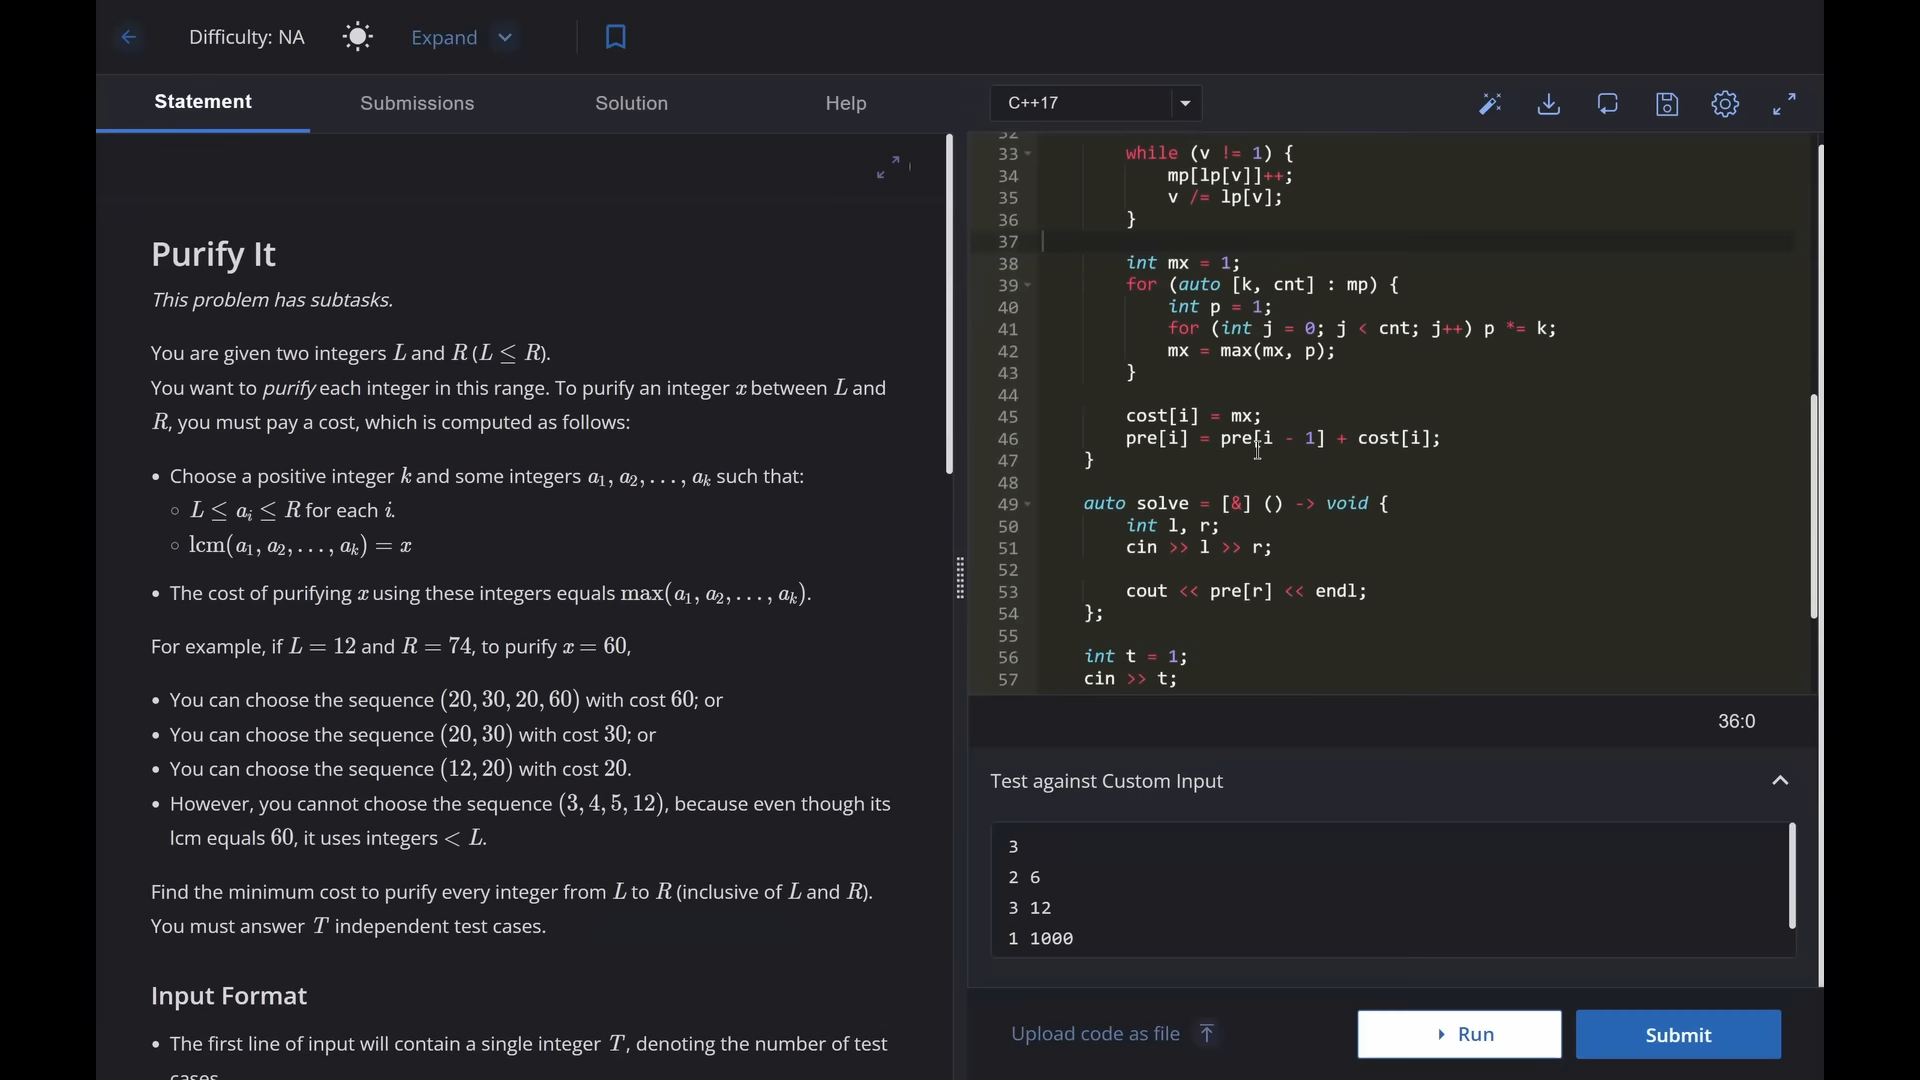 Difficulty: NA
Expand
Statement
Submissions
Solution
Help
Purify It
This problem has subtasks.
You are given two integers L and R (L ≤ R).
You want to purify each integer in this range. To purify an integer x between L and
R, you must pay a cost, which is computed as follows:
• Choose a positive integer k and some integers a₁, a₂, . . . , aₖ such that:
○ L ≤ aᵢ ≤ R for each i.
○ lcm(a₁, a₂, . . . , aₖ) = x
• The cost of purifying x using these integers equals max(a₁, a₂, . . . , aₖ).
For example, if L = 12 and R = 74, to purify x = 60,
• You can choose the sequence (20, 30, 20, 60) with cost 60; or
• You can choose the sequence (20, 30) with cost 30; or
• You can choose the sequence (12, 20) with cost 20.
• However, you cannot choose the sequence (3, 4, 5, 12), because even though its
lcm equals 60, it uses integers < L.
Find the minimum cost to purify every integer from L to R (inclusive of L and R).
You must answer T independent test cases.
Input Format
• The first line of input will contain a single integer T, denoting the number of test
cases.
C++17
32
33 while (v != 1) {
34 mp[lp[v]]++;
35 v /= lp[v];
36 }
37
38 int mx = 1;
39 for (auto [k, cnt] : mp) {
40 int p = 1;
41 for (int j = 0; j < cnt; j++) p *= k;
42 mx = max(mx, p);
43 }
44
45 cost[i] = mx;
46 pre[i] = pre[i - 1] + cost[i];
47 }
48
49 auto solve = [&] () -> void {
50 int l, r;
51 cin >> l >> r;
52
53 cout << pre[r] << endl;
54 };
55
56 int t = 1;
57 cin >> t;
36:0
Test against Custom Input
3
2 6
3 12
1 1000
Upload code as file
Run
Submit